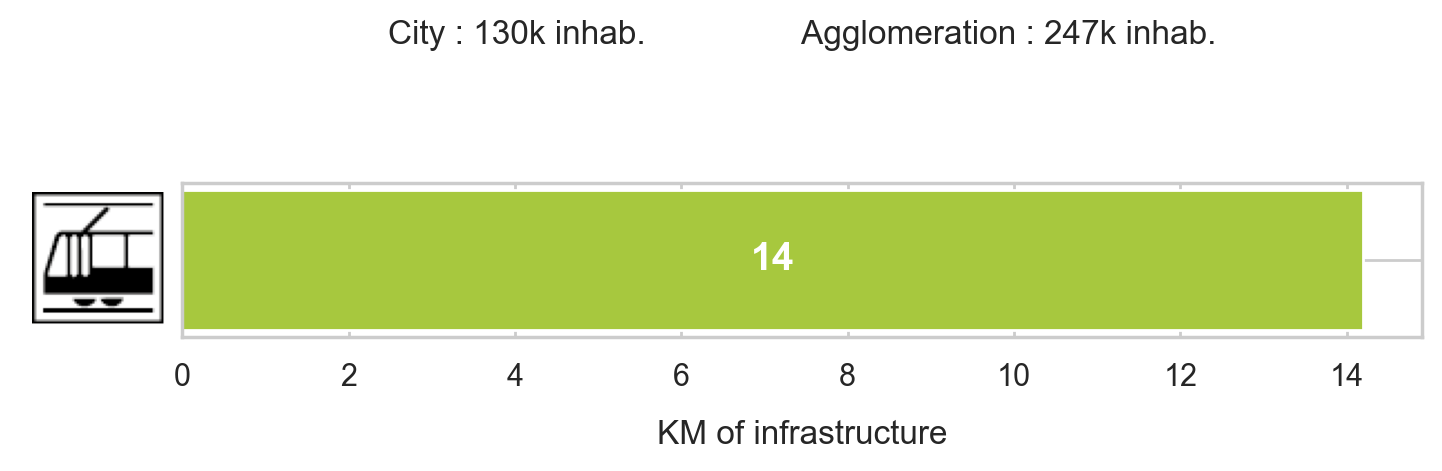 City : 130k inhab. Agglomeration : 247k inhab.
14
0 2 4 6 8 10 12 14
KM of infrastructure